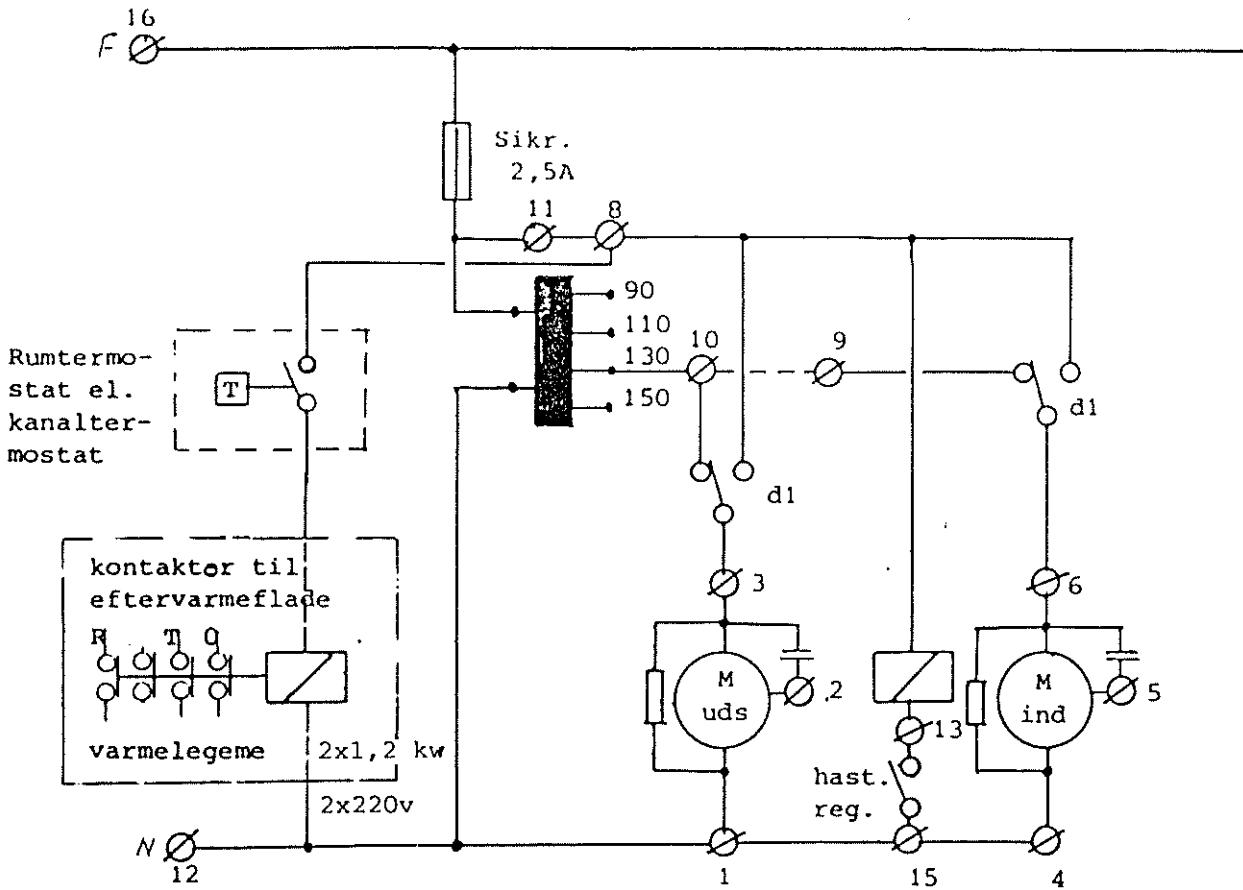 16
F
Sikr.
2,5A
11
8
90
110
130
150
10
9
Rumtermo-
stat el.
kanalter-
mostat
T
d1
d1
kontaktor til
eftervarmeflade
R T O
varmelegeme 2x1,2 kw
2x220v
3
6
M
uds
2
13
M
ind
5
hast.
reg.
N
12
1
15
4